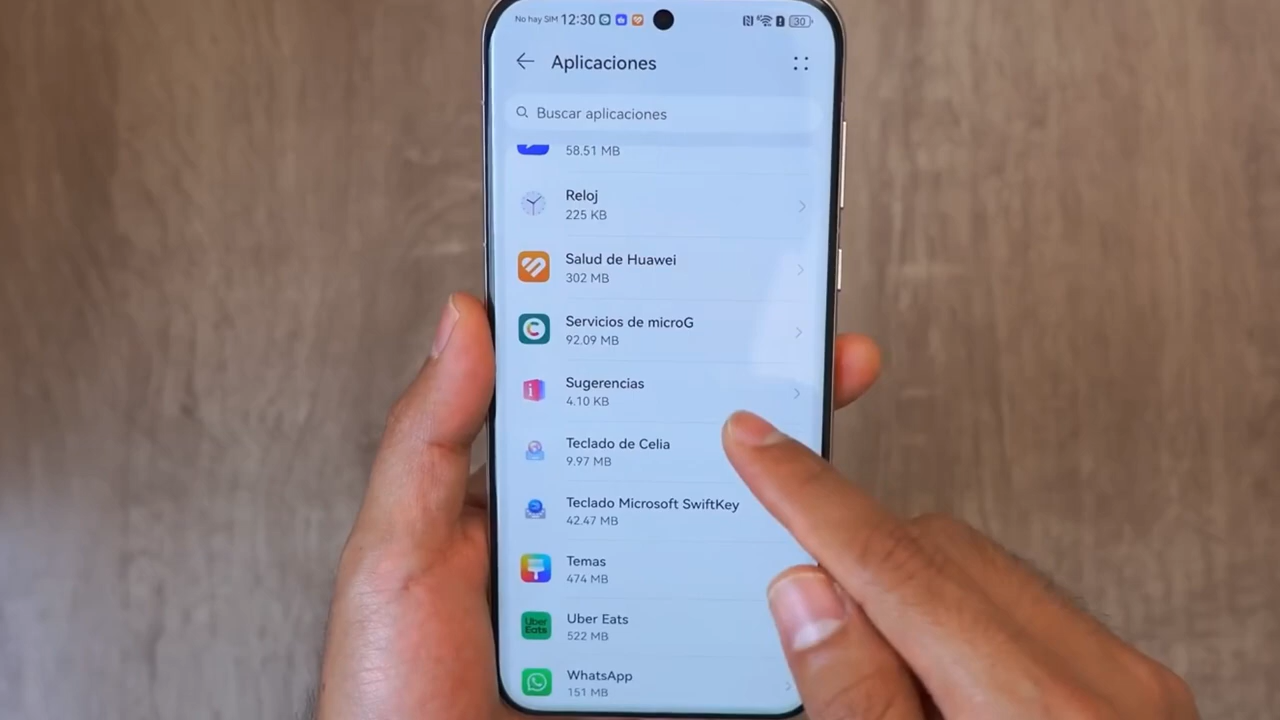 No hay SIM 12:30
30
Aplicaciones
Buscar aplicaciones
58.51 MB
Reloj
225 KB
Salud de Huawei
302 MB
Servicios de microG
92.09 MB
Sugerencias
4.10 KB
Teclado de Celia
9.97 MB
Teclado Microsoft SwiftKey
42.47 MB
Temas
474 MB
Uber Eats
Uber Eats
522 MB
WhatsApp
151 MB